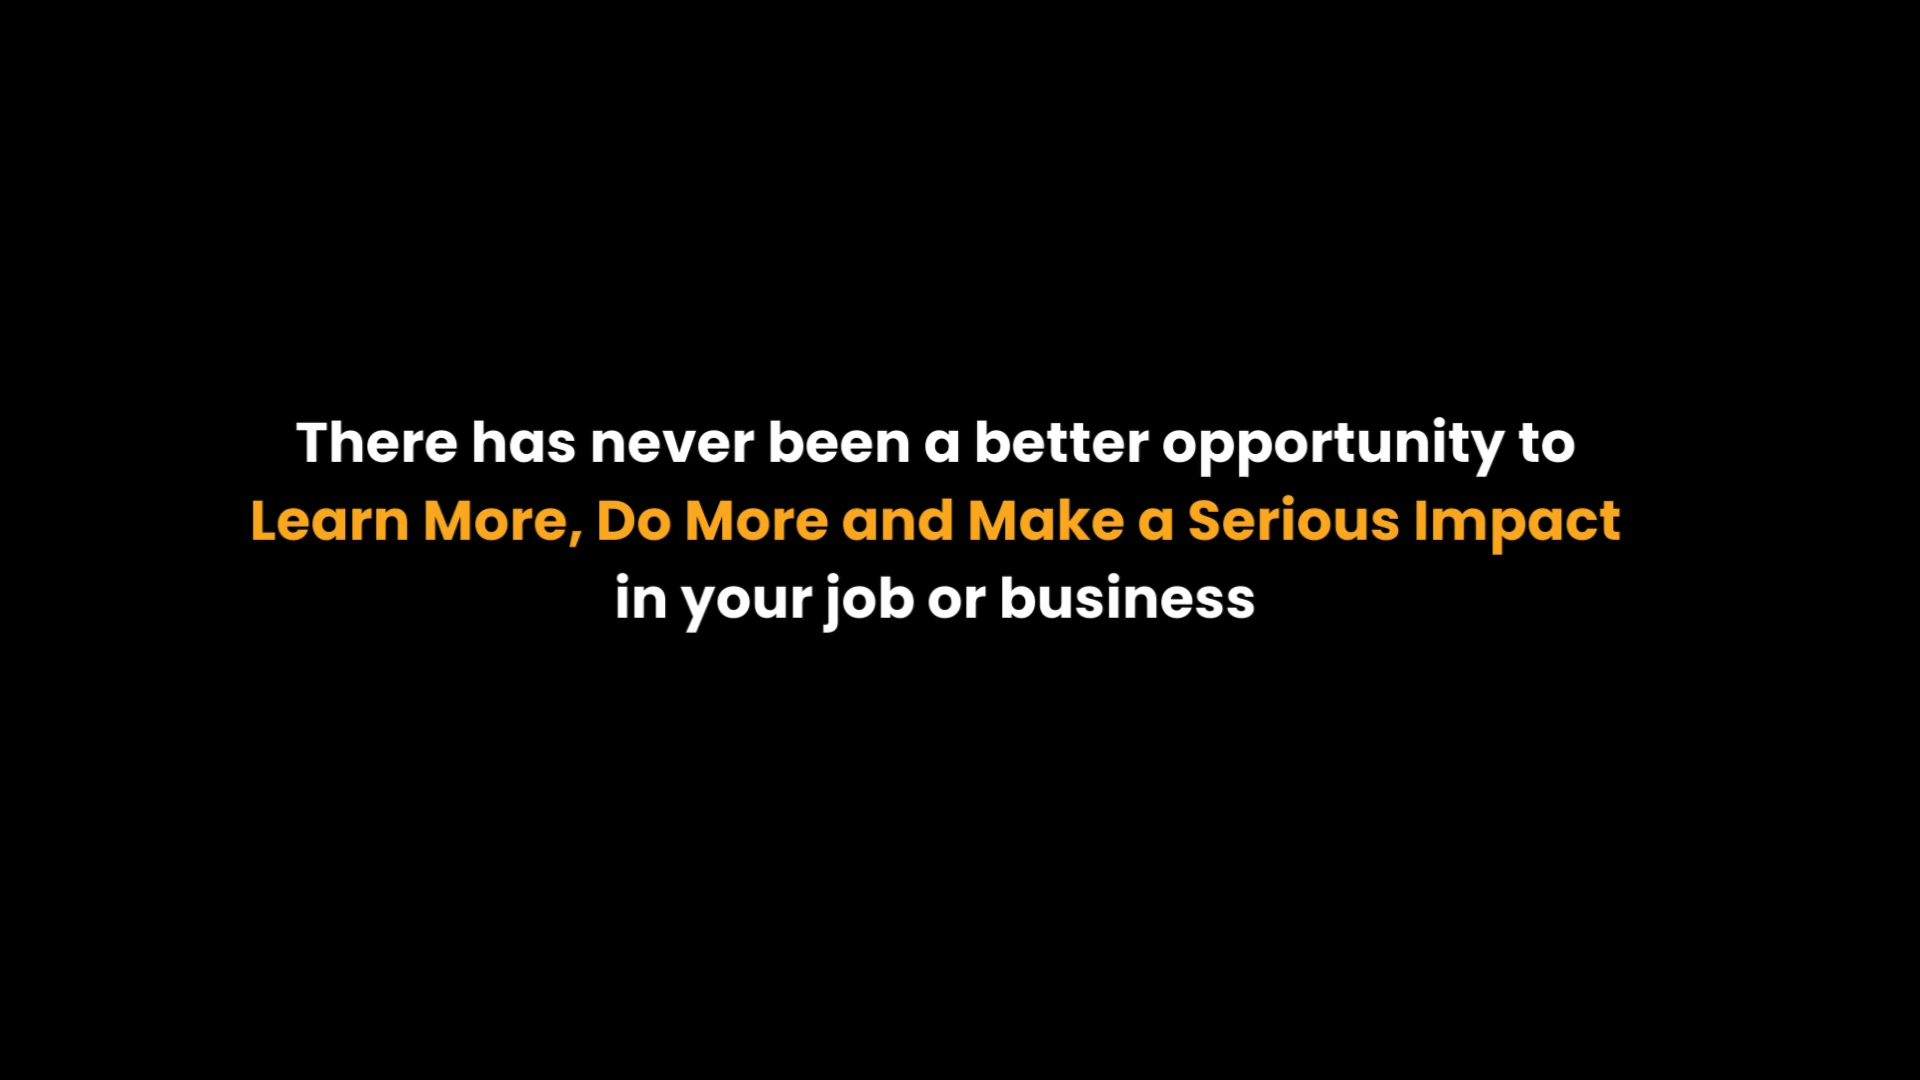 There has never been a better opportunity to
Learn More, Do More and Make a Serious Impact
in your job or business